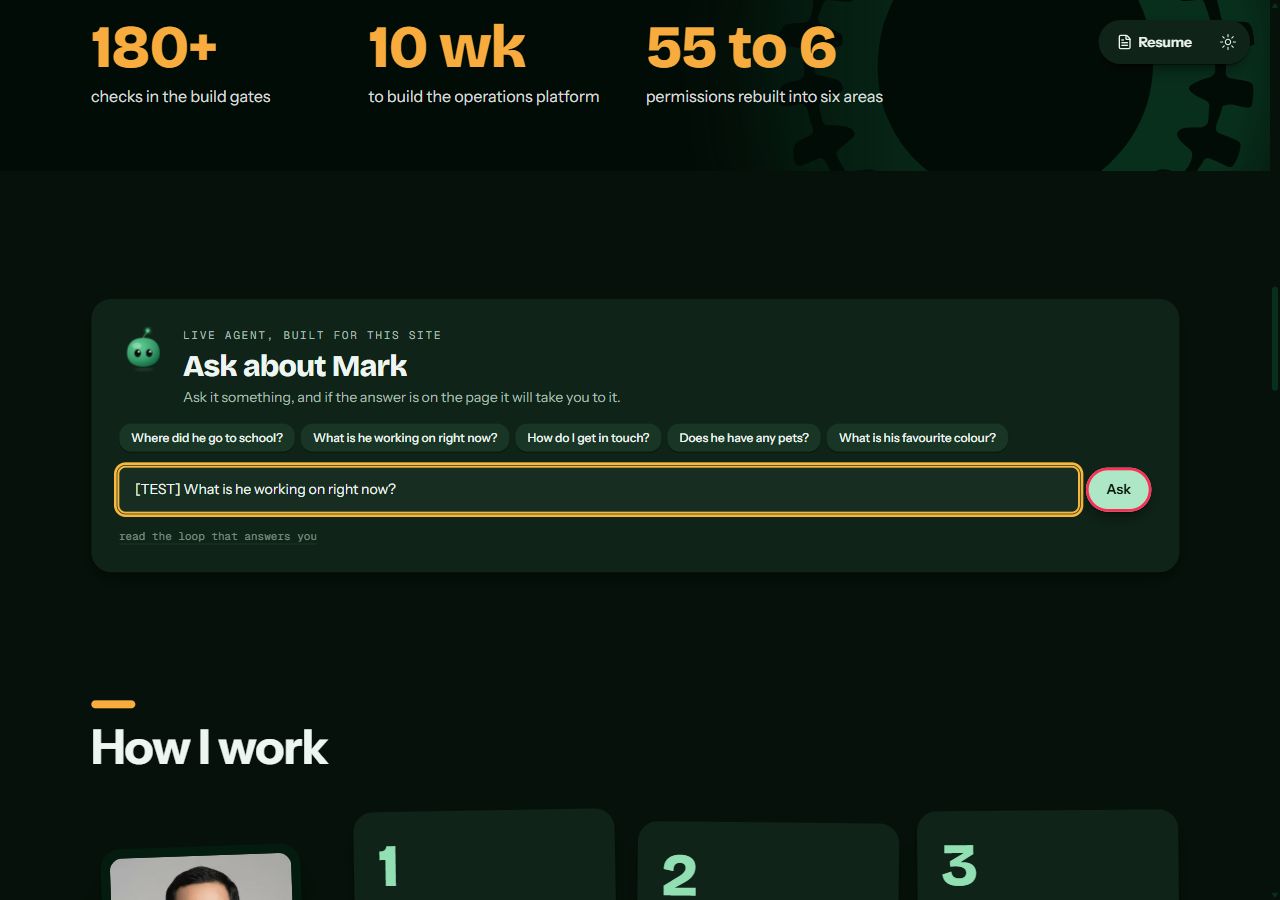 180+
10 wk
55 to 6
Resume
checks in the build gates
to build the operations platform
permissions rebuilt into six areas
LIVE AGENT, BUILT FOR THIS SITE
Ask about Mark
Ask it something, and if the answer is on the page it will take you to it.
Where did he go to school?
What is he working on right now?
How do I get in touch?
Does he have any pets?
What is his favourite colour?
[TEST] What is he working on right now?
Ask
read the loop that answers you
How I work
1
2
3